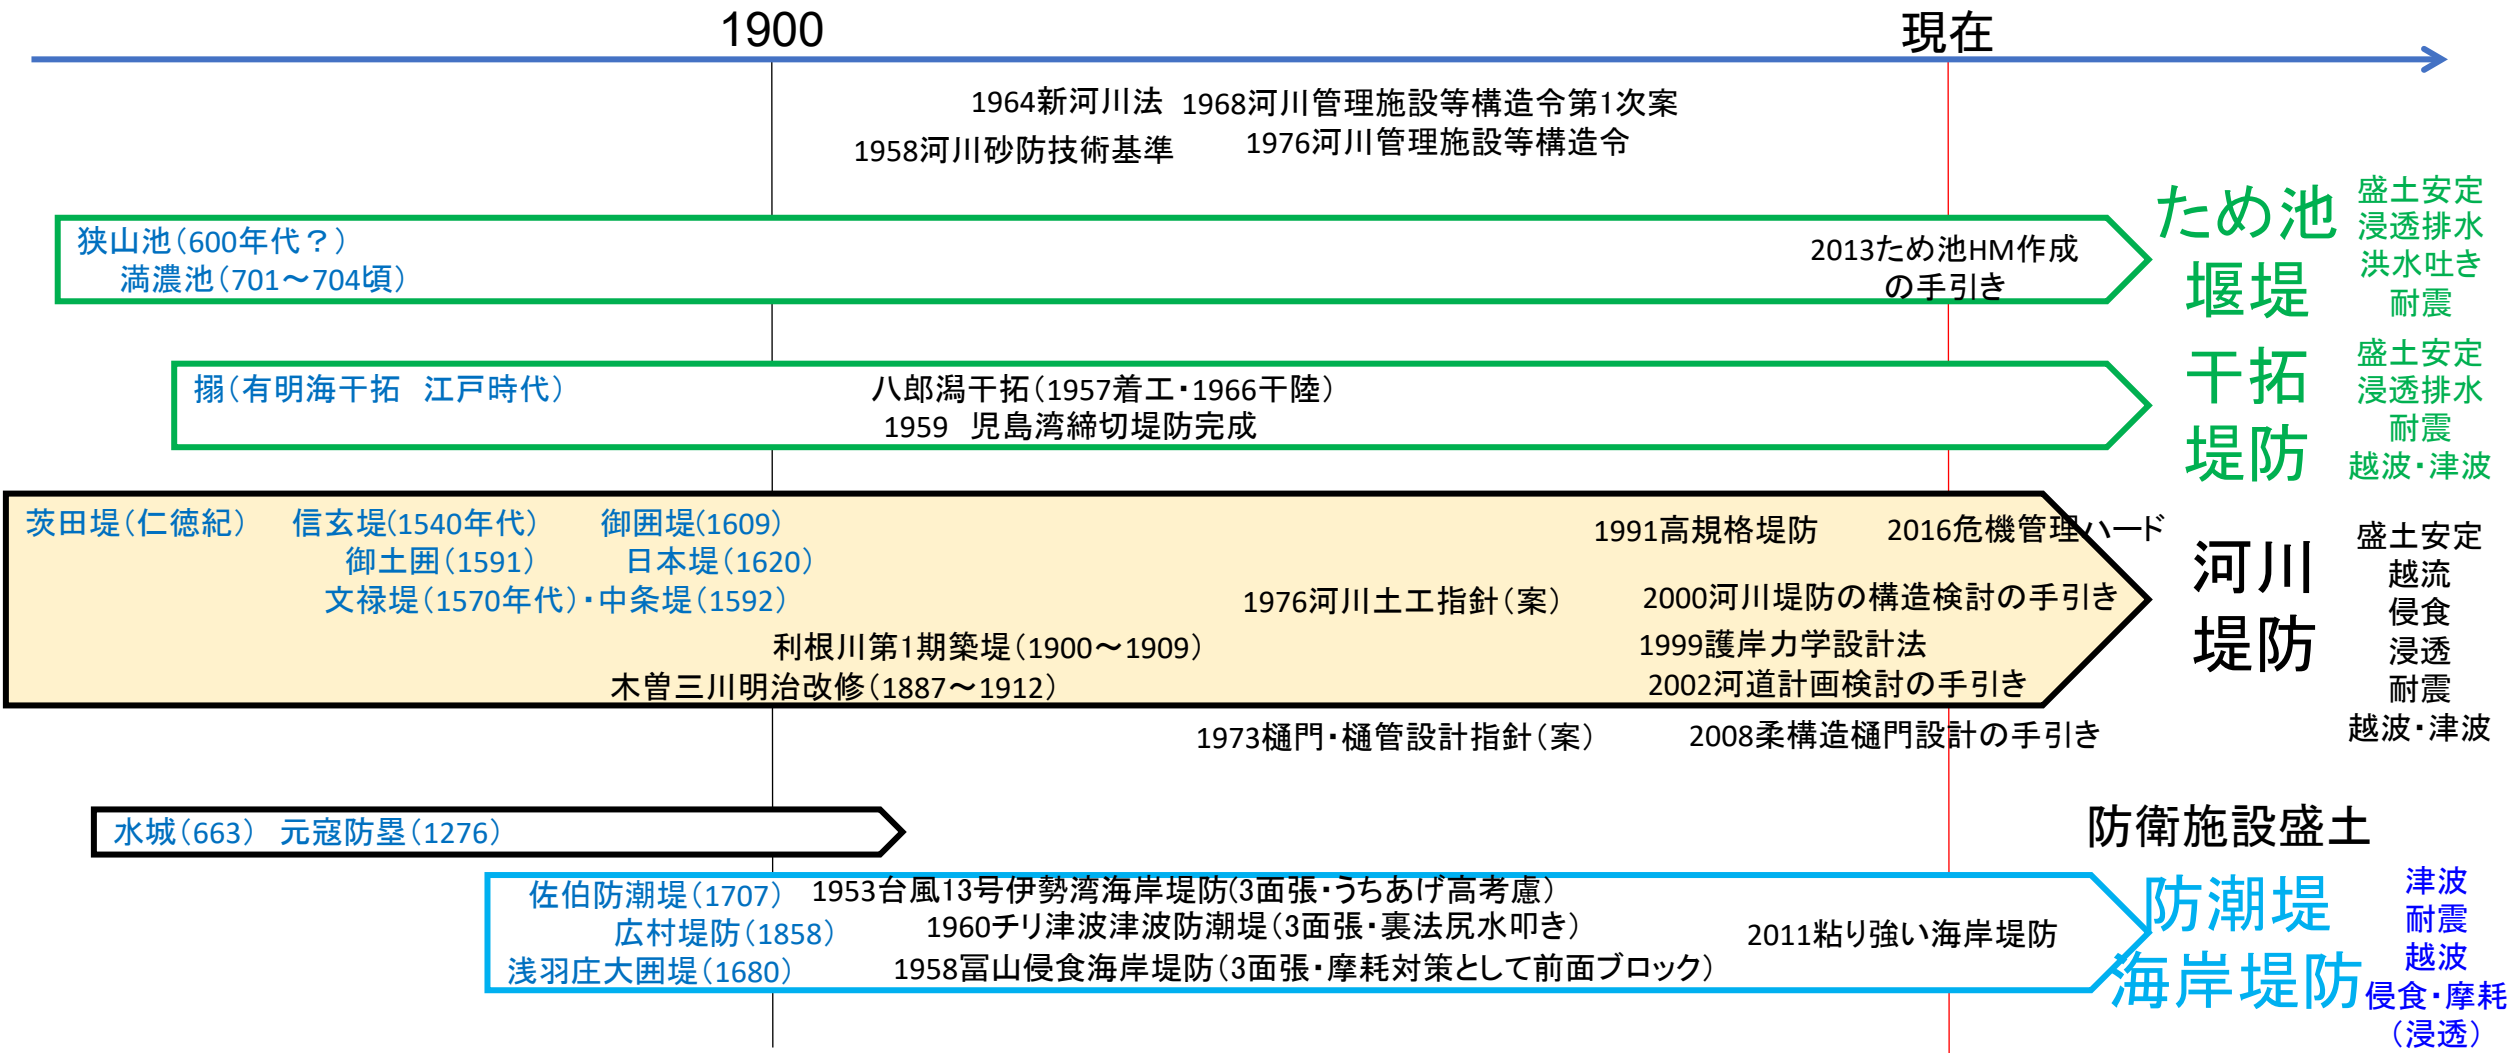 1900
現在
1964新河川法
1968河川管理施設等構造令第1次案
1958河川砂防技術基準
1976河川管理施設等構造令
狭山池(600年代？)
満濃池(701～704頃)
2013ため池HM作成
の手引き
ため池
堰堤
盛土安定
浸透排水
洪水吐き
耐震
搦(有明海干拓　江戸時代)
八郎潟干拓(1957着工・1966干陸)
1959　児島湾締切堤防完成
干拓
堤防
盛土安定
浸透排水
耐震
越波・津波
茨田堤(仁徳紀)
信玄堤(1540年代)
御囲堤(1609)
御土囲(1591)
日本堤(1620)
文禄堤(1570年代)・中条堤(1592)
1991高規格堤防
2016危機管理ハード
1976河川土工指針(案)
2000河川堤防の構造検討の手引き
利根川第1期築堤(1900～1909)
1999護岸力学設計法
木曽三川明治改修(1887～1912)
2002河道計画検討の手引き
河川
堤防
盛土安定
越流
侵食
浸透
耐震
越波・津波
1973樋門・樋管設計指針(案)
2008柔構造樋門設計の手引き
水城(663)
元寇防塁(1276)
防衛施設盛土
佐伯防潮堤(1707)
1953台風13号伊勢湾海岸堤防(3面張・うちあげ高考慮)
広村堤防(1858)
1960チリ津波津波防潮堤(3面張・裏法尻水叩き)
2011粘り強い海岸堤防
浅羽庄大囲堤(1680)
1958冨山侵食海岸堤防(3面張・摩耗対策として前面ブロック)
防潮堤
海岸堤防
津波
耐震
越波
侵食・摩耗
(浸透)